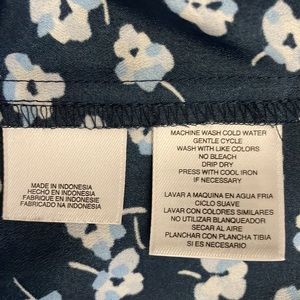 MADE IN INDONESIA
HECHO EN INDONESIA
FABRIQUE EN INDONESIE
FABRICADO NA INDONESIA
MACHINE WASH COLD WATER
GENTLE CYCLE
WASH WITH LIKE COLORS
NO BLEACH
DRIP DRY
PRESS WITH COOL IRON
IF NECESSARY
LAVAR A MAQUINA EN AGUA FRIA
CICLO SUAVE
LAVAR CON COLORES SIMILARES
NO UTILIZAR BLANQUEADOR
SECAR AL AIRE
PLANCHAR CON PLANCHA TIBIA
SI ES NECESARIO